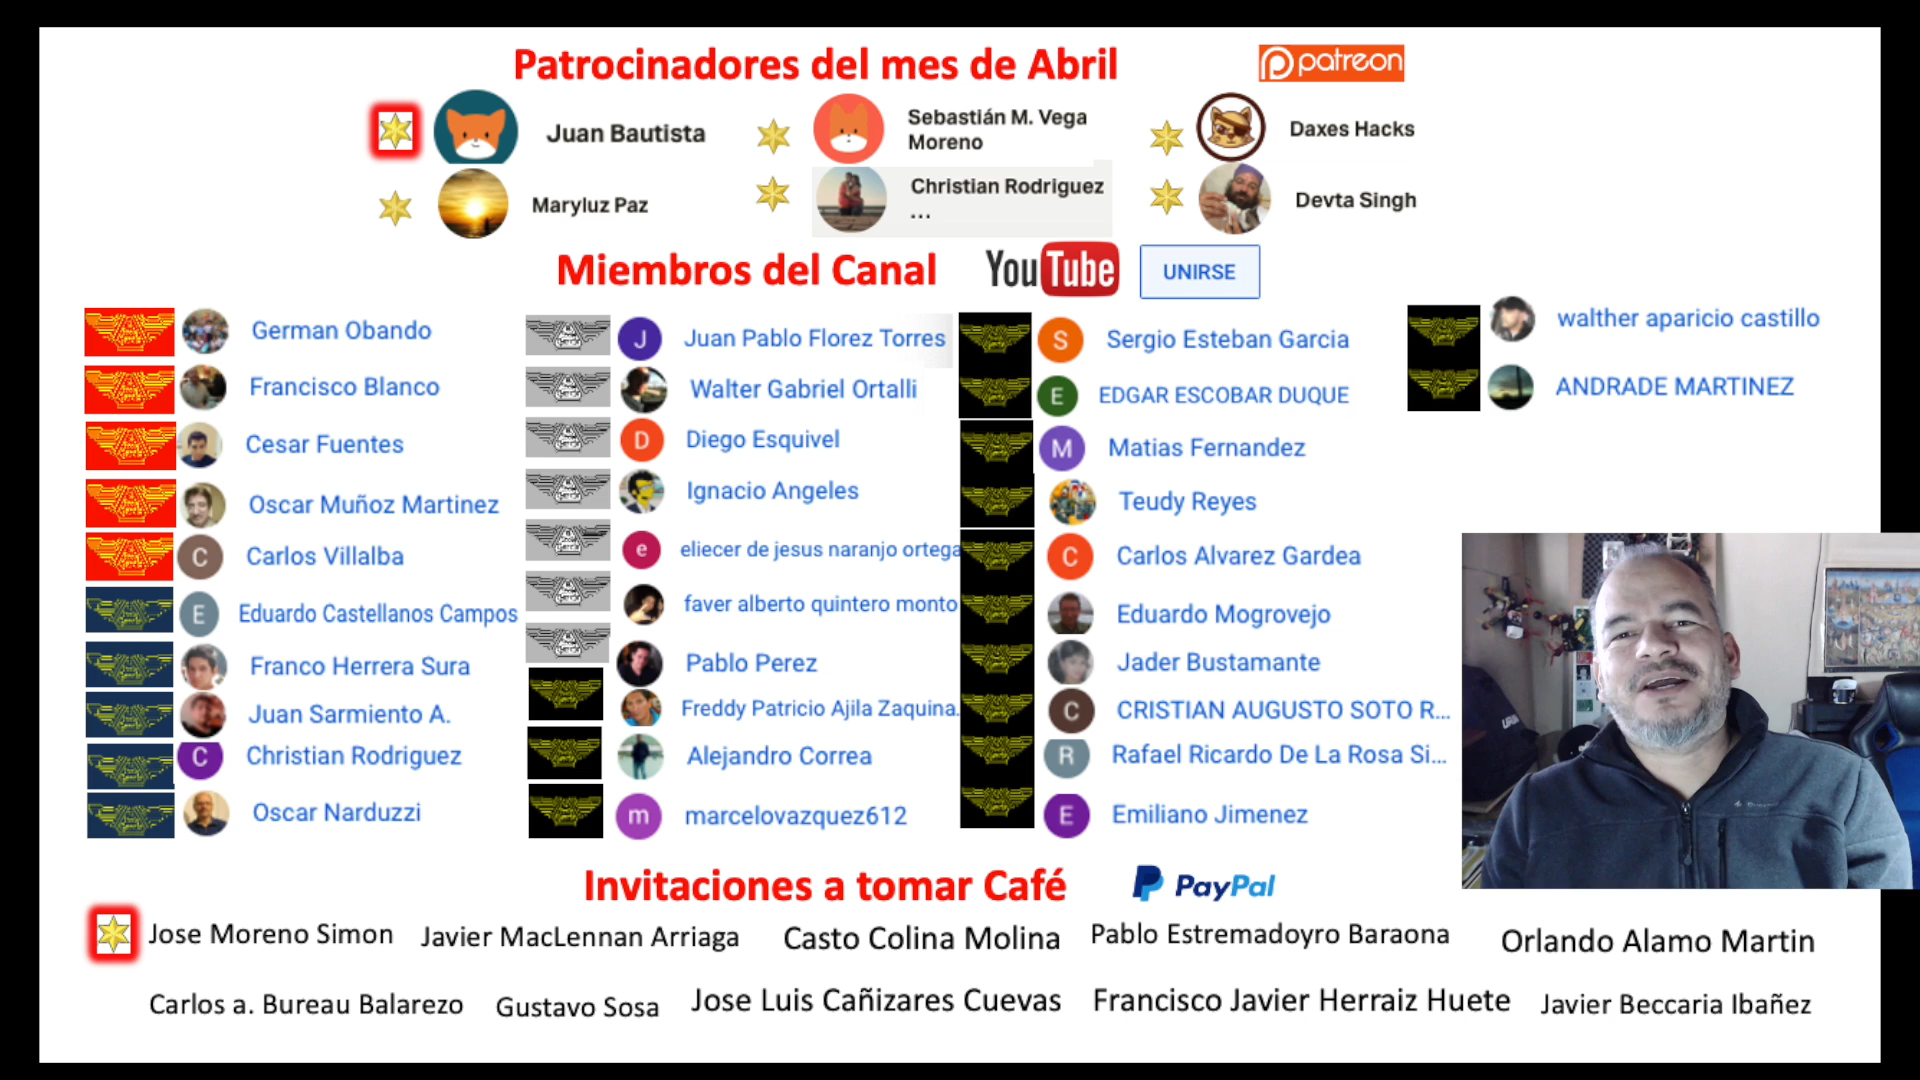 Patrocinadores del mes de Abril
patreon
Juan Bautista
Sebastián M. Vega
Moreno
Daxes Hacks
Maryluz Paz
Christian Rodriguez
...
Devta Singh
Miembros del Canal
YouTube
UNIRSE
German Obando
Francisco Blanco
Cesar Fuentes
Oscar Muñoz Martinez
C Carlos Villalba
E Eduardo Castellanos Campos
Franco Herrera Sura
Juan Sarmiento A.
C Christian Rodriguez
Oscar Narduzzi
J Juan Pablo Florez Torres
Walter Gabriel Ortalli
D Diego Esquivel
Ignacio Angeles
e eliecer de jesus naranjo ortega
faver alberto quintero monto
Pablo Perez
Freddy Patricio Ajila Zaquina.
Alejandro Correa
m marcelovazquez612
S Sergio Esteban Garcia
E EDGAR ESCOBAR DUQUE
M Matias Fernandez
Teudy Reyes
C Carlos Alvarez Gardea
Eduardo Mogrovejo
Jader Bustamante
C CRISTIAN AUGUSTO SOTO R...
R Rafael Ricardo De La Rosa Si...
E Emiliano Jimenez
walther aparicio castillo
ANDRADE MARTINEZ
Invitaciones a tomar Café
PayPal
Jose Moreno Simon
Javier MacLennan Arriaga
Casto Colina Molina
Pablo Estremadoyro Baraona
Orlando Alamo Martin
Carlos a. Bureau Balarezo
Gustavo Sosa
Jose Luis Cañizares Cuevas
Francisco Javier Herraiz Huete
Javier Beccaria Ibañez